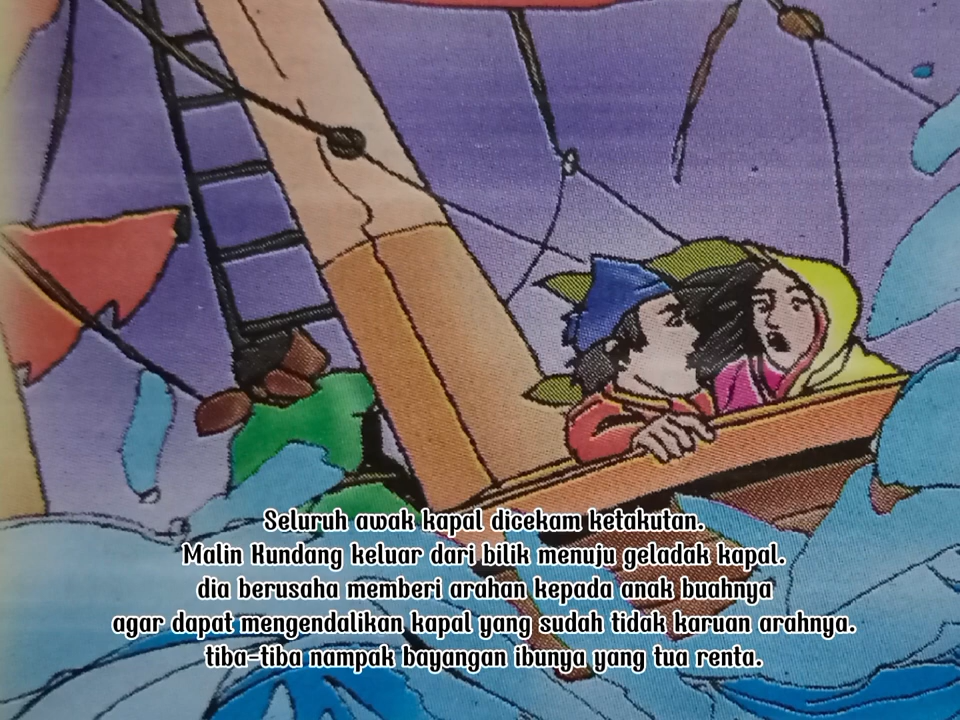 Seluruh awak kapal dicekam ketakutan.
Malin Kundang keluar dari bilik menuju geladak kapal.
dia berusaha memberi arahan kepada anak buahnya
agar dapat mengendalikan kapal yang sudah tidak karuan arahnya.
tiba-tiba nampak bayangan ibunya yang tua renta.